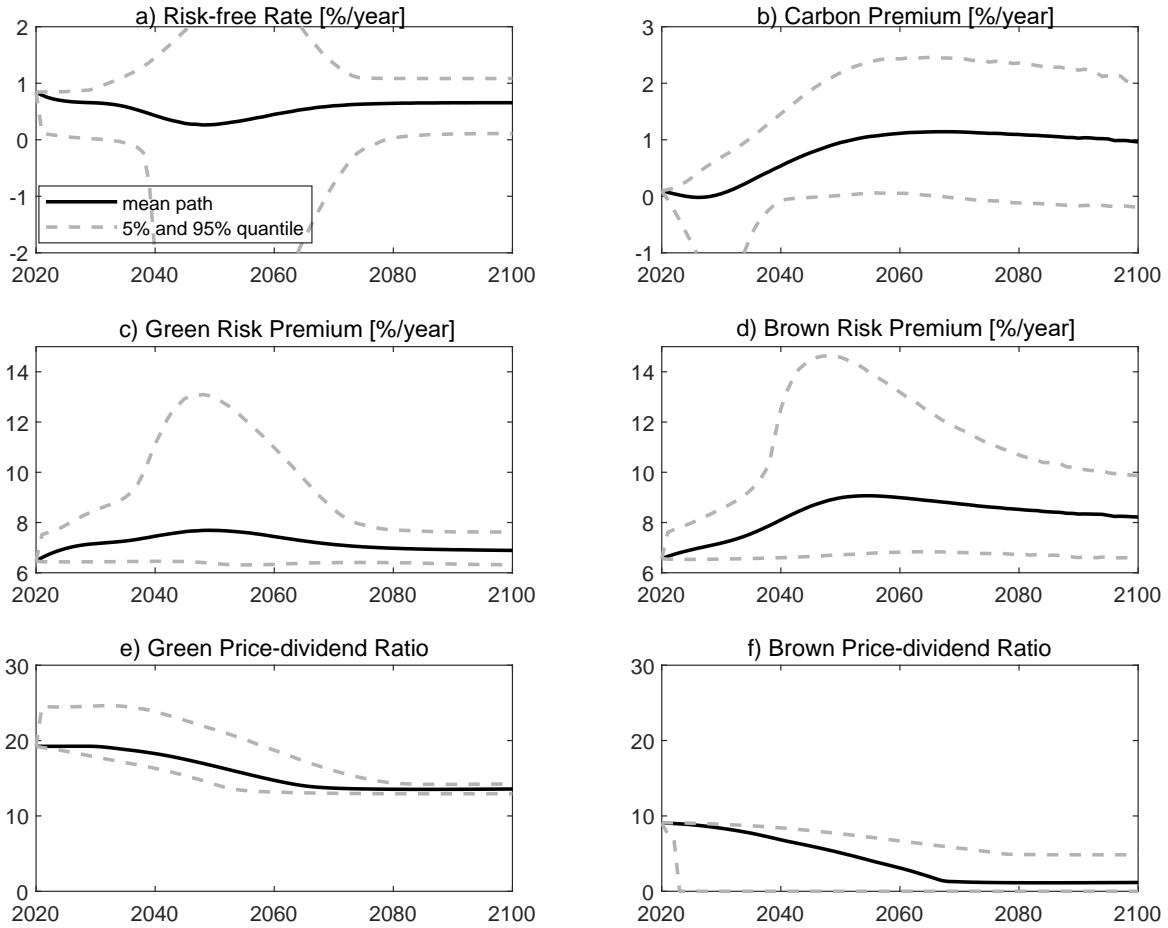 a) Risk-free Rate [%/year]
2
1
0
-1
-2
mean path
5% and 95% quantile
2020 2040 2060 2080 2100
b) Carbon Premium [%/year]
3
2
1
0
-1
2020 2040 2060 2080 2100
c) Green Risk Premium [%/year]
14
12
10
8
6
2020 2040 2060 2080 2100
d) Brown Risk Premium [%/year]
14
12
10
8
6
2020 2040 2060 2080 2100
e) Green Price-dividend Ratio
30
20
10
0
2020 2040 2060 2080 2100
f) Brown Price-dividend Ratio
30
20
10
0
2020 2040 2060 2080 2100